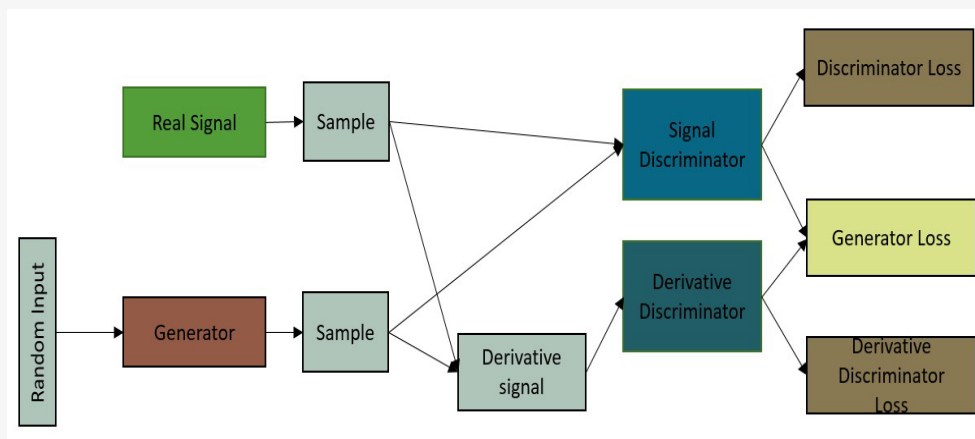 Discriminator Loss
Real Signal
Sample
Signal
Discriminator
Generator Loss
Random Input
Generator
Sample
Derivative
Discriminator
Derivative
signal
Derivative
Discriminator
Loss